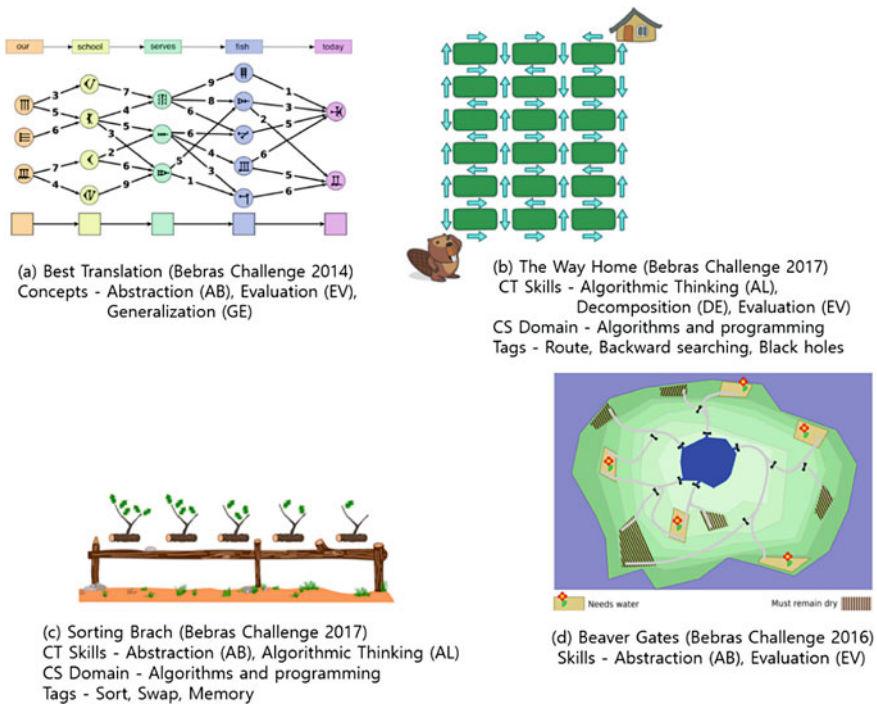 our school serves fish today
3 7 9 1
5 4 8 3
6 5 6 5
3 6 2
7 2 4 6
6 5 3 5
4 9 1 6
(a) Best Translation (Bebras Challenge 2014)
Concepts - Abstraction (AB), Evaluation (EV),
Generalization (GE)
(b) The Way Home (Bebras Challenge 2017)
CT Skills - Algorithmic Thinking (AL),
Decomposition (DE), Evaluation (EV)
CS Domain - Algorithms and programming
Tags - Route, Backward searching, Black holes
(c) Sorting Brach (Bebras Challenge 2017)
CT Skills - Abstraction (AB), Algorithmic Thinking (AL)
CS Domain - Algorithms and programming
Tags - Sort, Swap, Memory
Needs water Must remain dry
(d) Beaver Gates (Bebras Challenge 2016)
Skills - Abstraction (AB), Evaluation (EV)